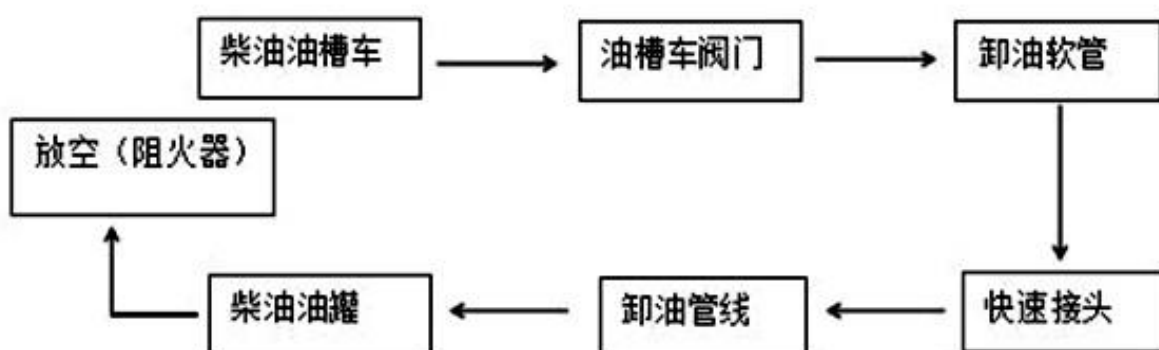 柴油油槽车
油槽车阀门
卸油软管
放空（阻火器）
柴油油罐
卸油管线
快速接头